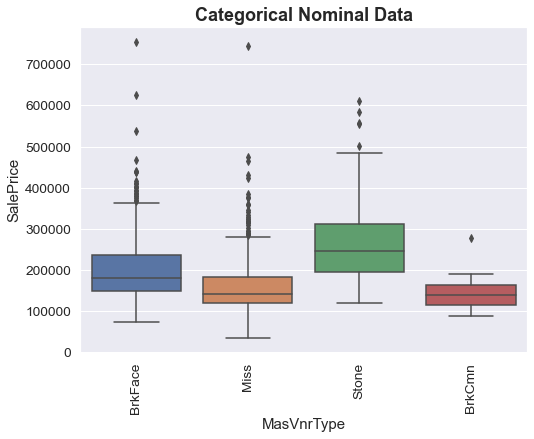 Categorical Nominal Data
SalePrice
700000
600000
500000
400000
300000
200000
100000
0
BrkFace
Miss
Stone
BrkCmn
MasVnrType